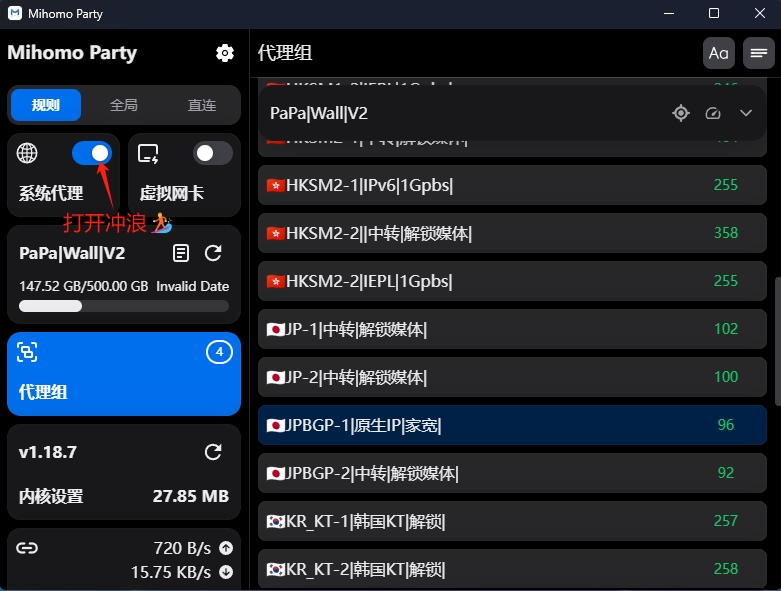 Mihomo Party
Mihomo Party
规则
全局
直连
系统代理
虚拟网卡
打开冲浪
PaPa|Wall|V2
147.52 GB/500.00 GB
Invalid Date
4
代理组
v1.18.7
内核设置
27.85 MB
720 B/s
15.75 KB/s
代理组
Aa
PaPa|Wall|V2
HKSM2-1|IPv6|1Gpbs|
255
HKSM2-2||中转|解锁媒体|
358
HKSM2-2|IEPL|1Gpbs|
255
JP-1|中转|解锁媒体|
102
JP-2|中转|解锁媒体|
100
JPBGP-1|原生IP|家宽|
96
JPBGP-2|中转|解锁媒体|
92
KR_KT-1|韩国KT|解锁|
257
KR_KT-2|韩国KT|解锁|
258